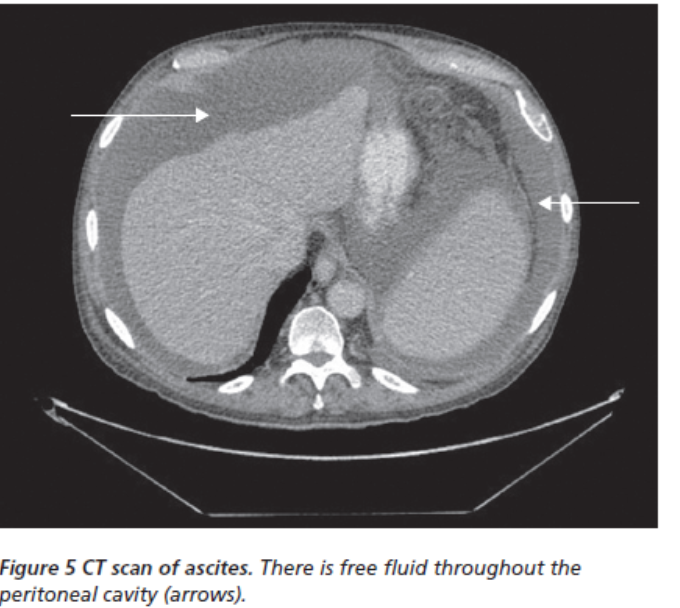 Figure 5 CT scan of ascites. There is free fluid throughout the
peritoneal cavity (arrows).